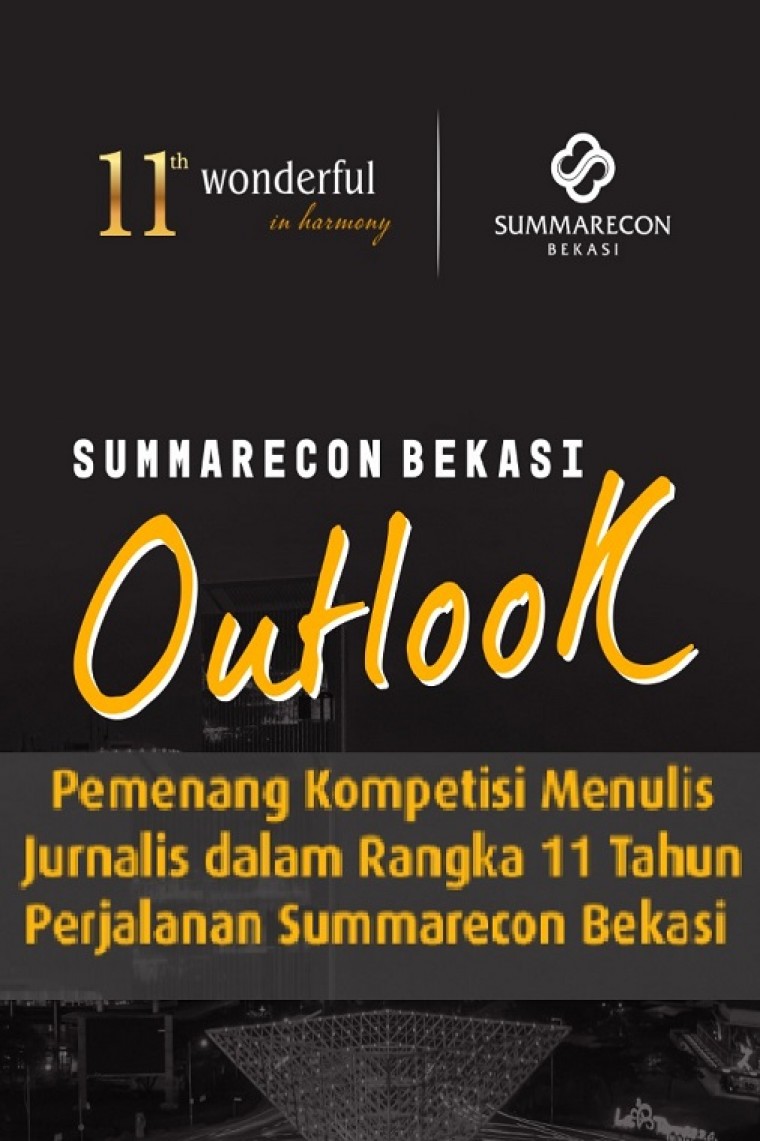 11th wonderful
in harmony
SUMMARECON
BEKASI
SUMMARECON BEKASI
Outlook
Pemenang Kompetisi Menulis
Jurnalis dalam Rangka 11 Tahun
Perjalanan Summarecon Bekasi